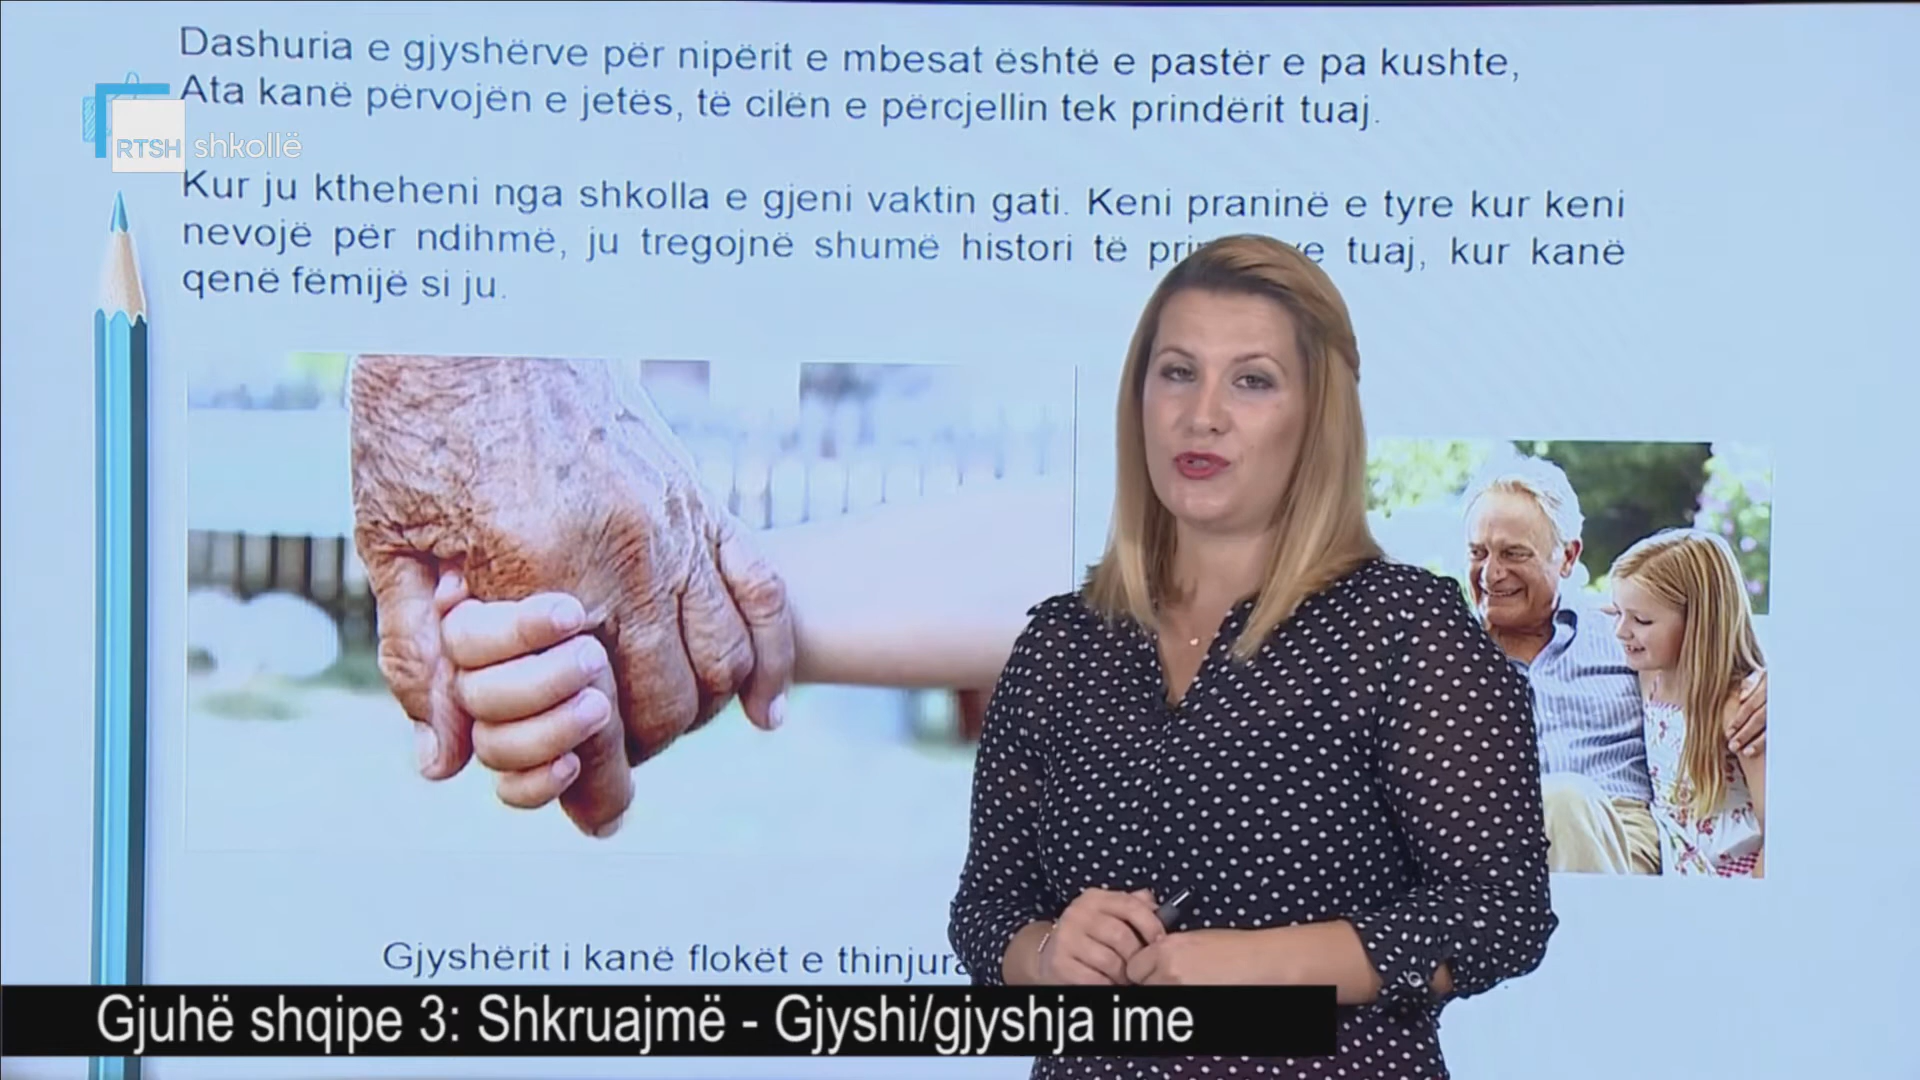 Dashuria e gjyshërve për nipërit e mbesat është e pastër e pa kushte,
Ata kanë përvojën e jetës, të cilën e përcjellin tek prindërit tuaj.
RTSH shkollë
Kur ju ktheheni nga shkolla e gjeni vaktin gati. Keni praninë e tyre kur keni
nevojë për ndihmë, ju tregojnë shumë histori të tuaj, kur kanë
qenë fëmijë si ju.
Gjyshërit i kanë flokët e thinjura
Gjuhë shqipe 3: Shkruajmë - Gjyshi/gjyshja ime